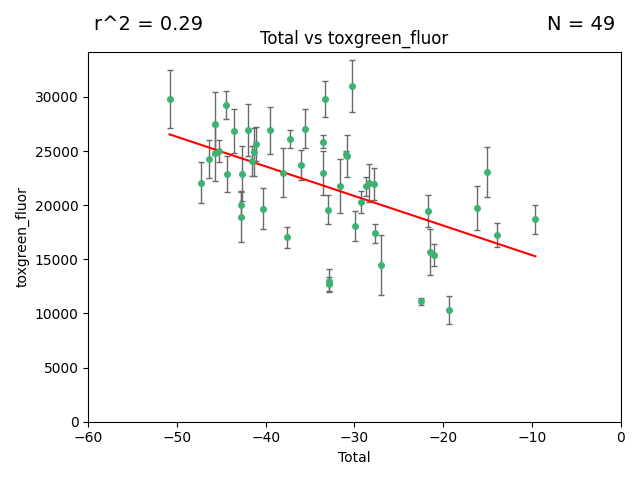 r^2 = 0.29
N = 49
Total vs toxgreen_fluor
30000
25000
20000
15000
10000
5000
0
toxgreen_fluor
−60
−50
−40
−30
−20
−10
0
Total